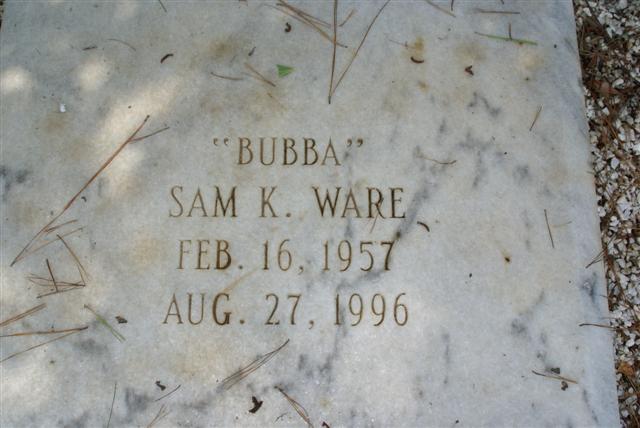 “BUBBA”
SAM K. WARE
FEB. 16, 1957
AUG. 27, 1996